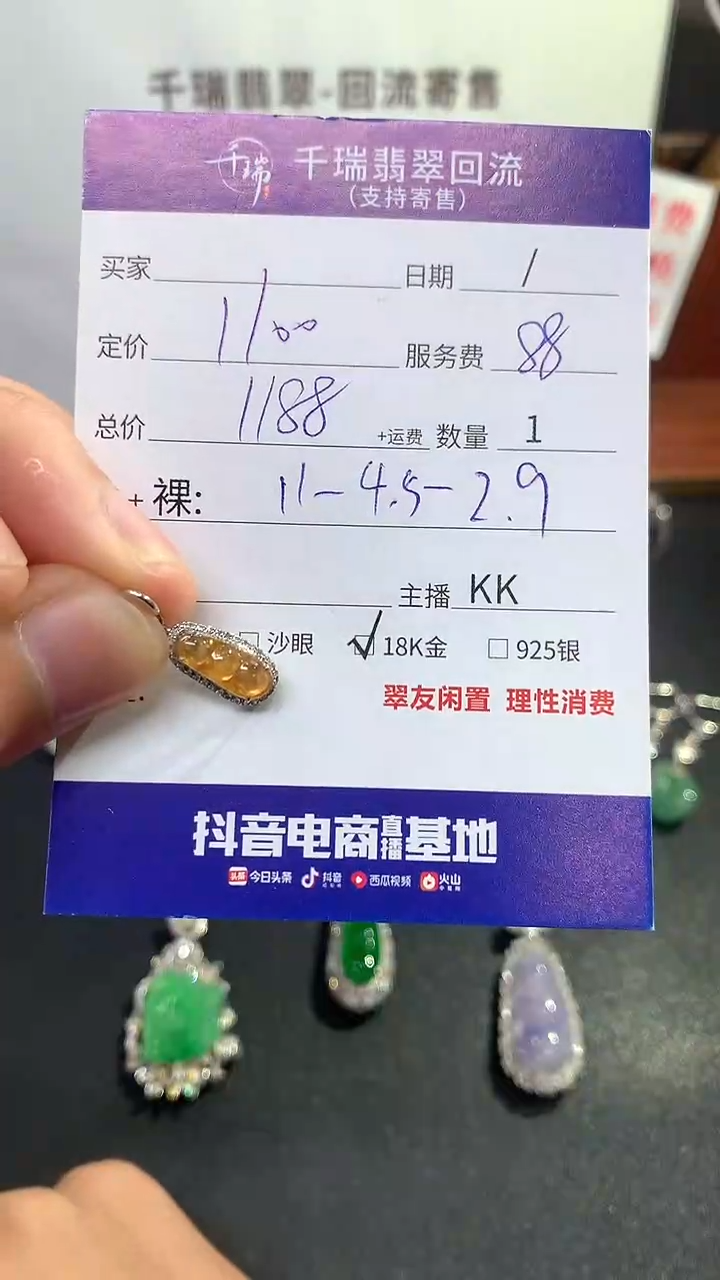 千瑞翡翠-回流寄售
千瑞 千瑞翡翠回流
(支持寄售)
买家 日期 /
定价 1100 服务费 88
总价 1188 +运费 数量 1
+ 裸: 11-4.5-2.9
主播 KK
□ 沙眼 ☑ 18K金 □ 925银
翠友闲置 理性消费
抖音电商直播基地
头条 今日头条 抖音 西瓜视频 火山